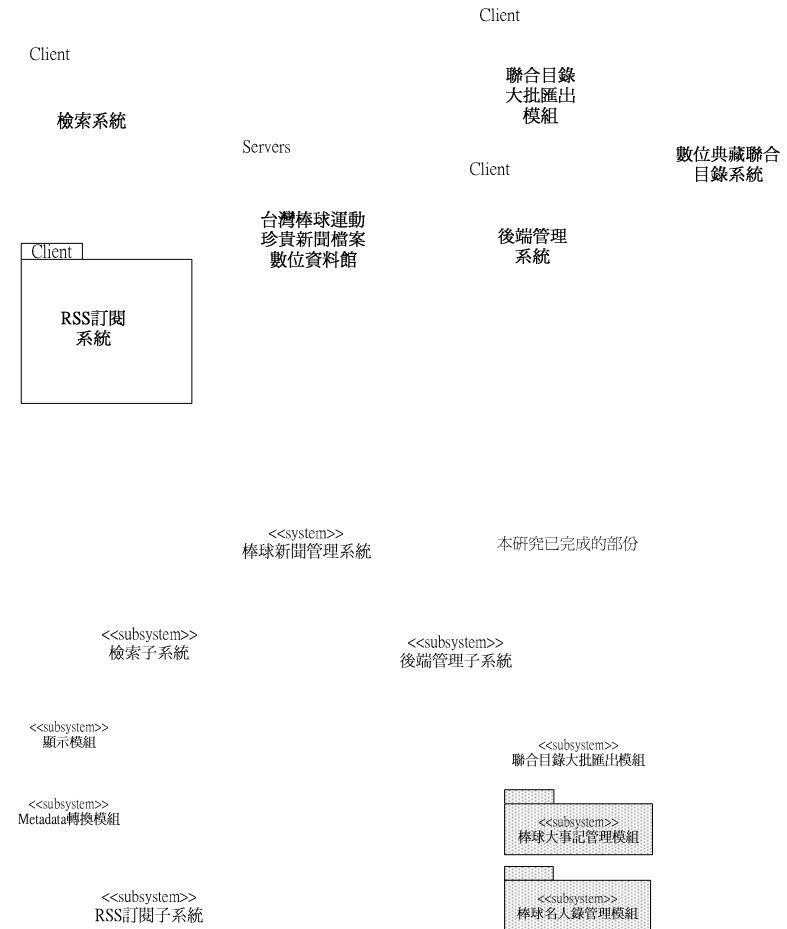 Client
Client
聯合目錄
大批匯出
模組
檢索系統
Servers
Client
數位典藏聯合
目錄系統
台灣棒球運動
珍貴新聞檔案
數位資料館
後端管理
系統
Client
RSS訂閱
系統
<<system>>
棒球新聞管理系統
本研究已完成的部份
<<subsystem>>
檢索子系統
<<subsystem>>
後端管理子系統
<<subsystem>>
顯示模組
<<subsystem>>
聯合目錄大批匯出模組
<<subsystem>>
Metadata轉換模組
<<subsystem>>
棒球大事記管理模組
<<subsystem>>
RSS訂閱子系統
<<subsystem>>
棒球名人錄管理模組